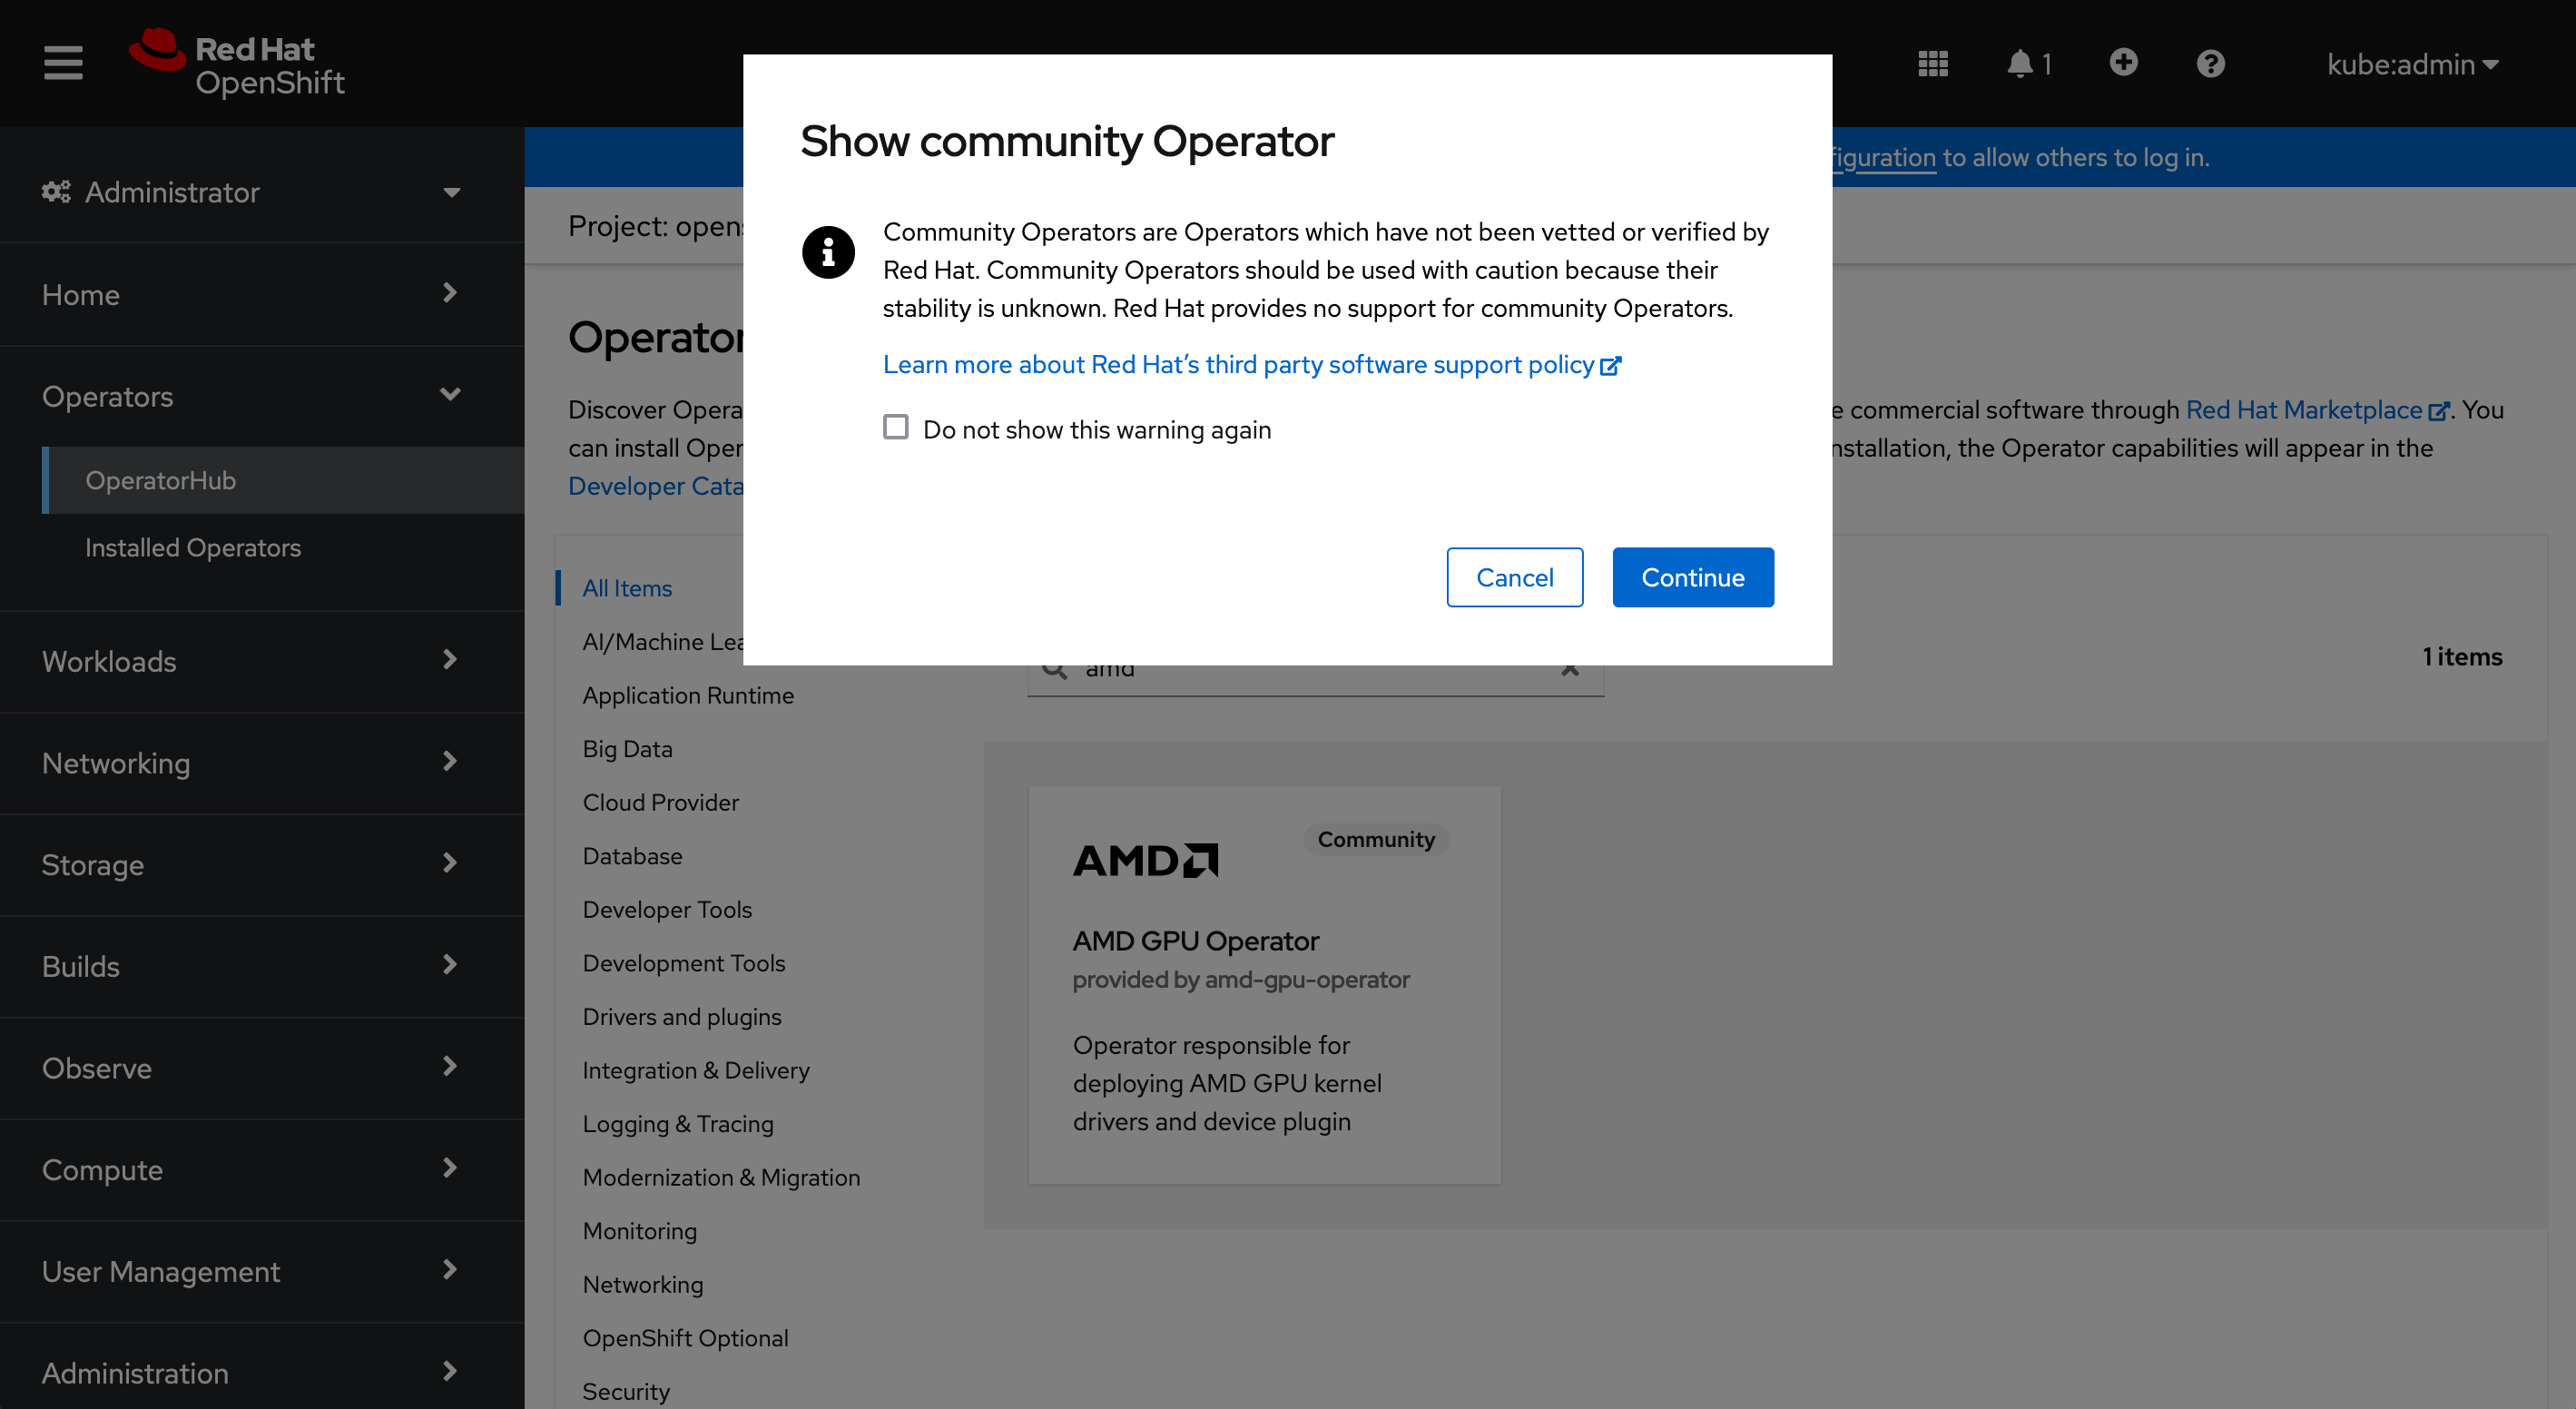 Red Hat
OpenShift
1
kube:admin
Administrator
Home
Operators
OperatorHub
Installed Operators
Workloads
Networking
Storage
Builds
Observe
Compute
User Management
Administration
figuration to allow others to log in.
Project: opens
Operator
Discover Opera
e commercial software through Red Hat Marketplace. You
can install Oper
nstallation, the Operator capabilities will appear in the
Developer Cata
Show community Operator
Community Operators are Operators which have not been vetted or verified by
Red Hat. Community Operators should be used with caution because their
stability is unknown. Red Hat provides no support for community Operators.
Learn more about Red Hat’s third party software support policy
Do not show this warning again
Cancel
Continue
All Items
AI/Machine Lea
Application Runtime
Big Data
Cloud Provider
Database
Developer Tools
Development Tools
Drivers and plugins
Integration & Delivery
Logging & Tracing
Modernization & Migration
Monitoring
Networking
OpenShift Optional
Security
amd
1 items
AMD
Community
AMD GPU Operator
provided by amd-gpu-operator
Operator responsible for
deploying AMD GPU kernel
drivers and device plugin